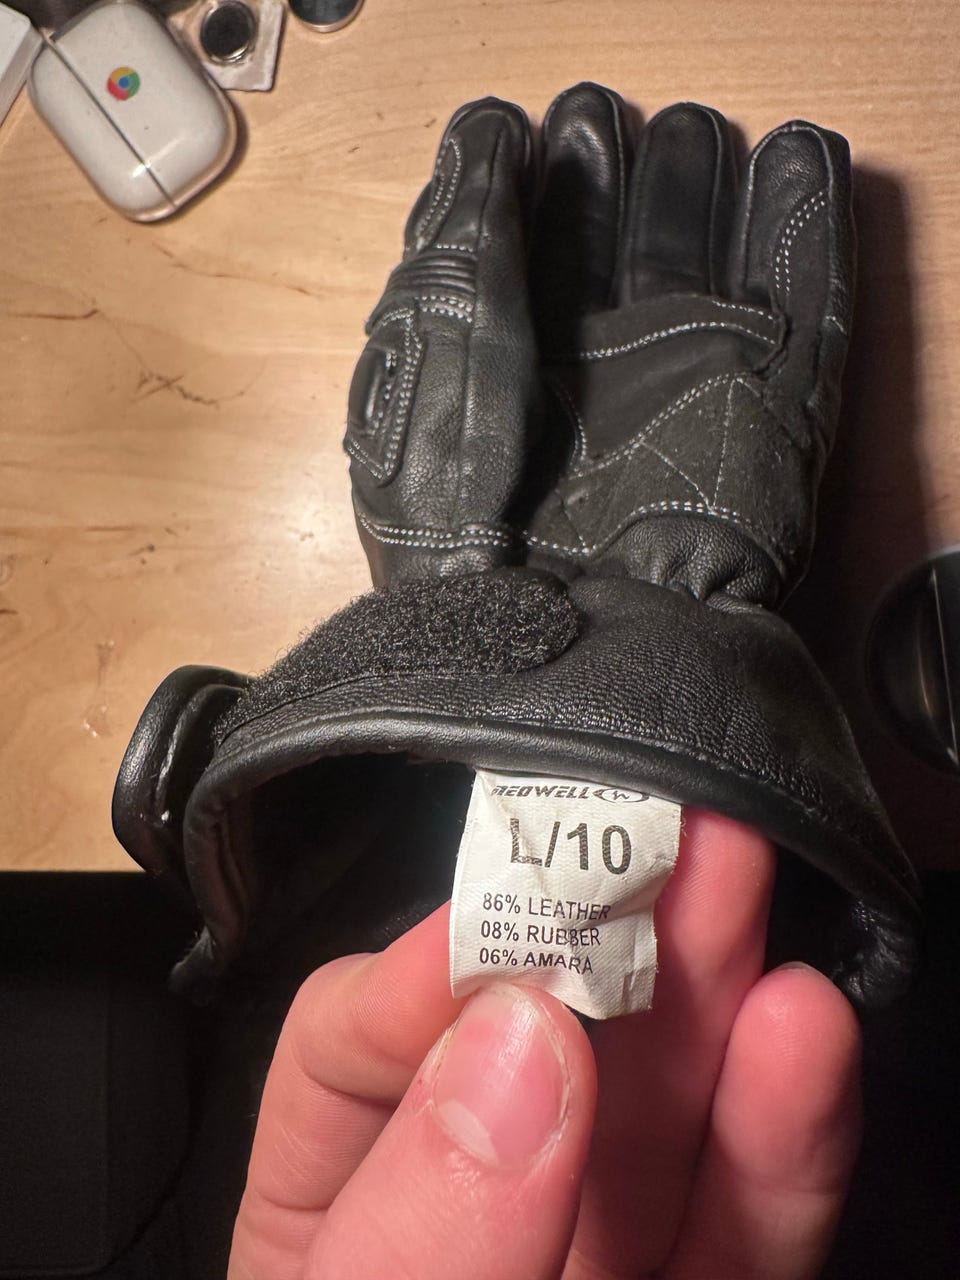 REDWELL
L/10
86% LEATHER
08% RUBBER
06% AMARA